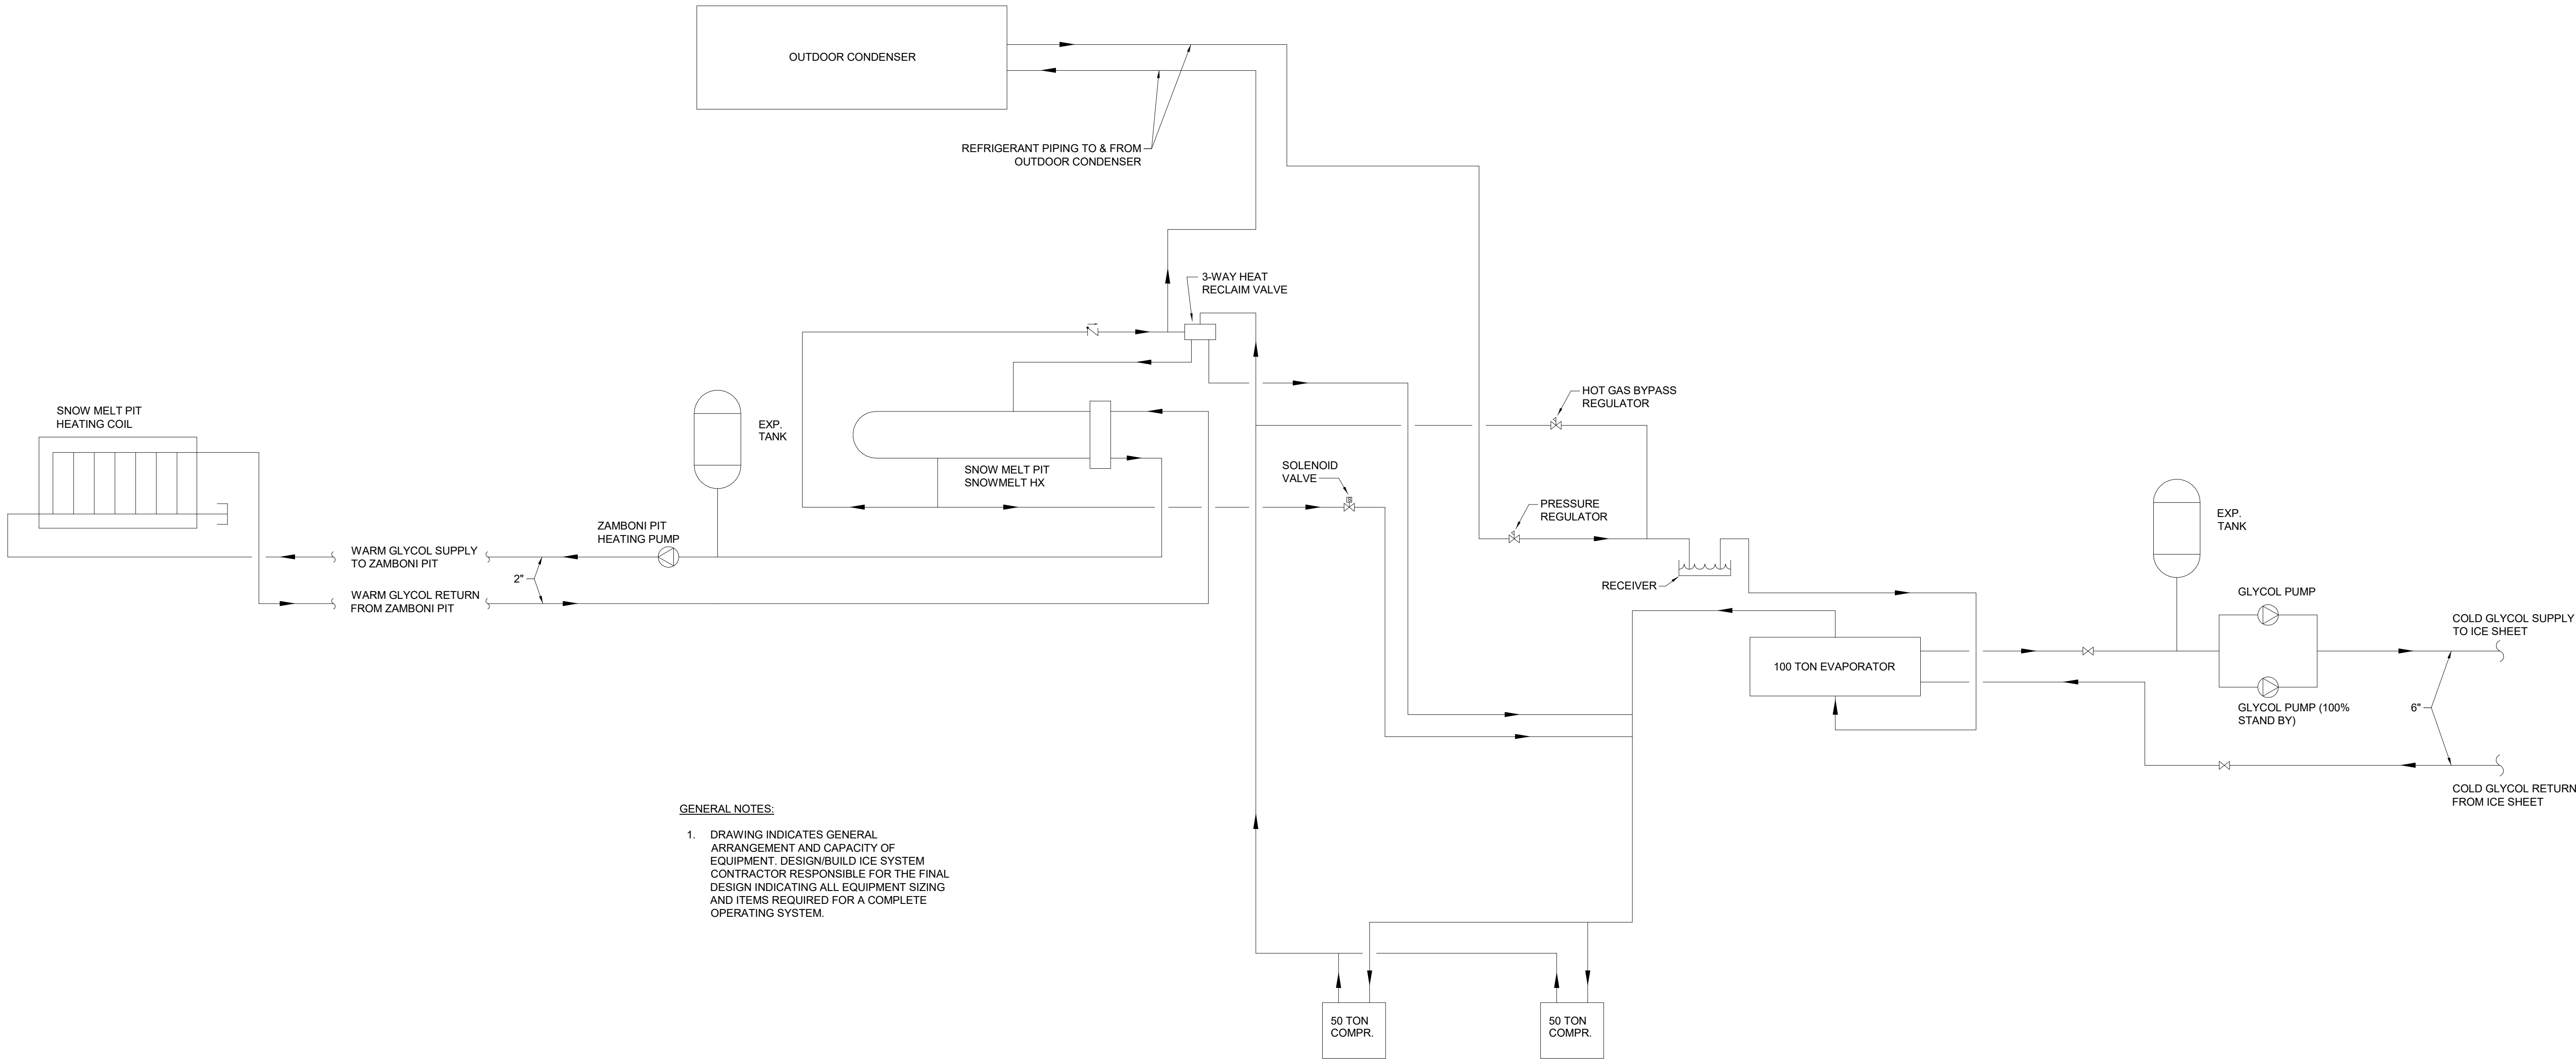 OUTDOOR CONDENSER
REFRIGERANT PIPING TO & FROM
OUTDOOR CONDENSER
3-WAY HEAT
RECLAIM VALVE
HOT GAS BYPASS
REGULATOR
SNOW MELT PIT
HEATING COIL
EXP.
TANK
SNOW MELT PIT
SNOWMELT HX
SOLENOID
VALVE
S
PRESSURE
REGULATOR
ZAMBONI PIT
HEATING PUMP
WARM GLYCOL SUPPLY
TO ZAMBONI PIT
2"
WARM GLYCOL RETURN
FROM ZAMBONI PIT
RECEIVER
EXP.
TANK
GLYCOL PUMP
COLD GLYCOL SUPPLY
TO ICE SHEET
100 TON EVAPORATOR
GLYCOL PUMP (100%
STAND BY)
6"
COLD GLYCOL RETURN
FROM ICE SHEET
GENERAL NOTES:
1. DRAWING INDICATES GENERAL
ARRANGEMENT AND CAPACITY OF
EQUIPMENT. DESIGN/BUILD ICE SYSTEM
CONTRACTOR RESPONSIBLE FOR THE FINAL
DESIGN INDICATING ALL EQUIPMENT SIZING
AND ITEMS REQUIRED FOR A COMPLETE
OPERATING SYSTEM.
50 TON
COMPR.
50 TON
COMPR.